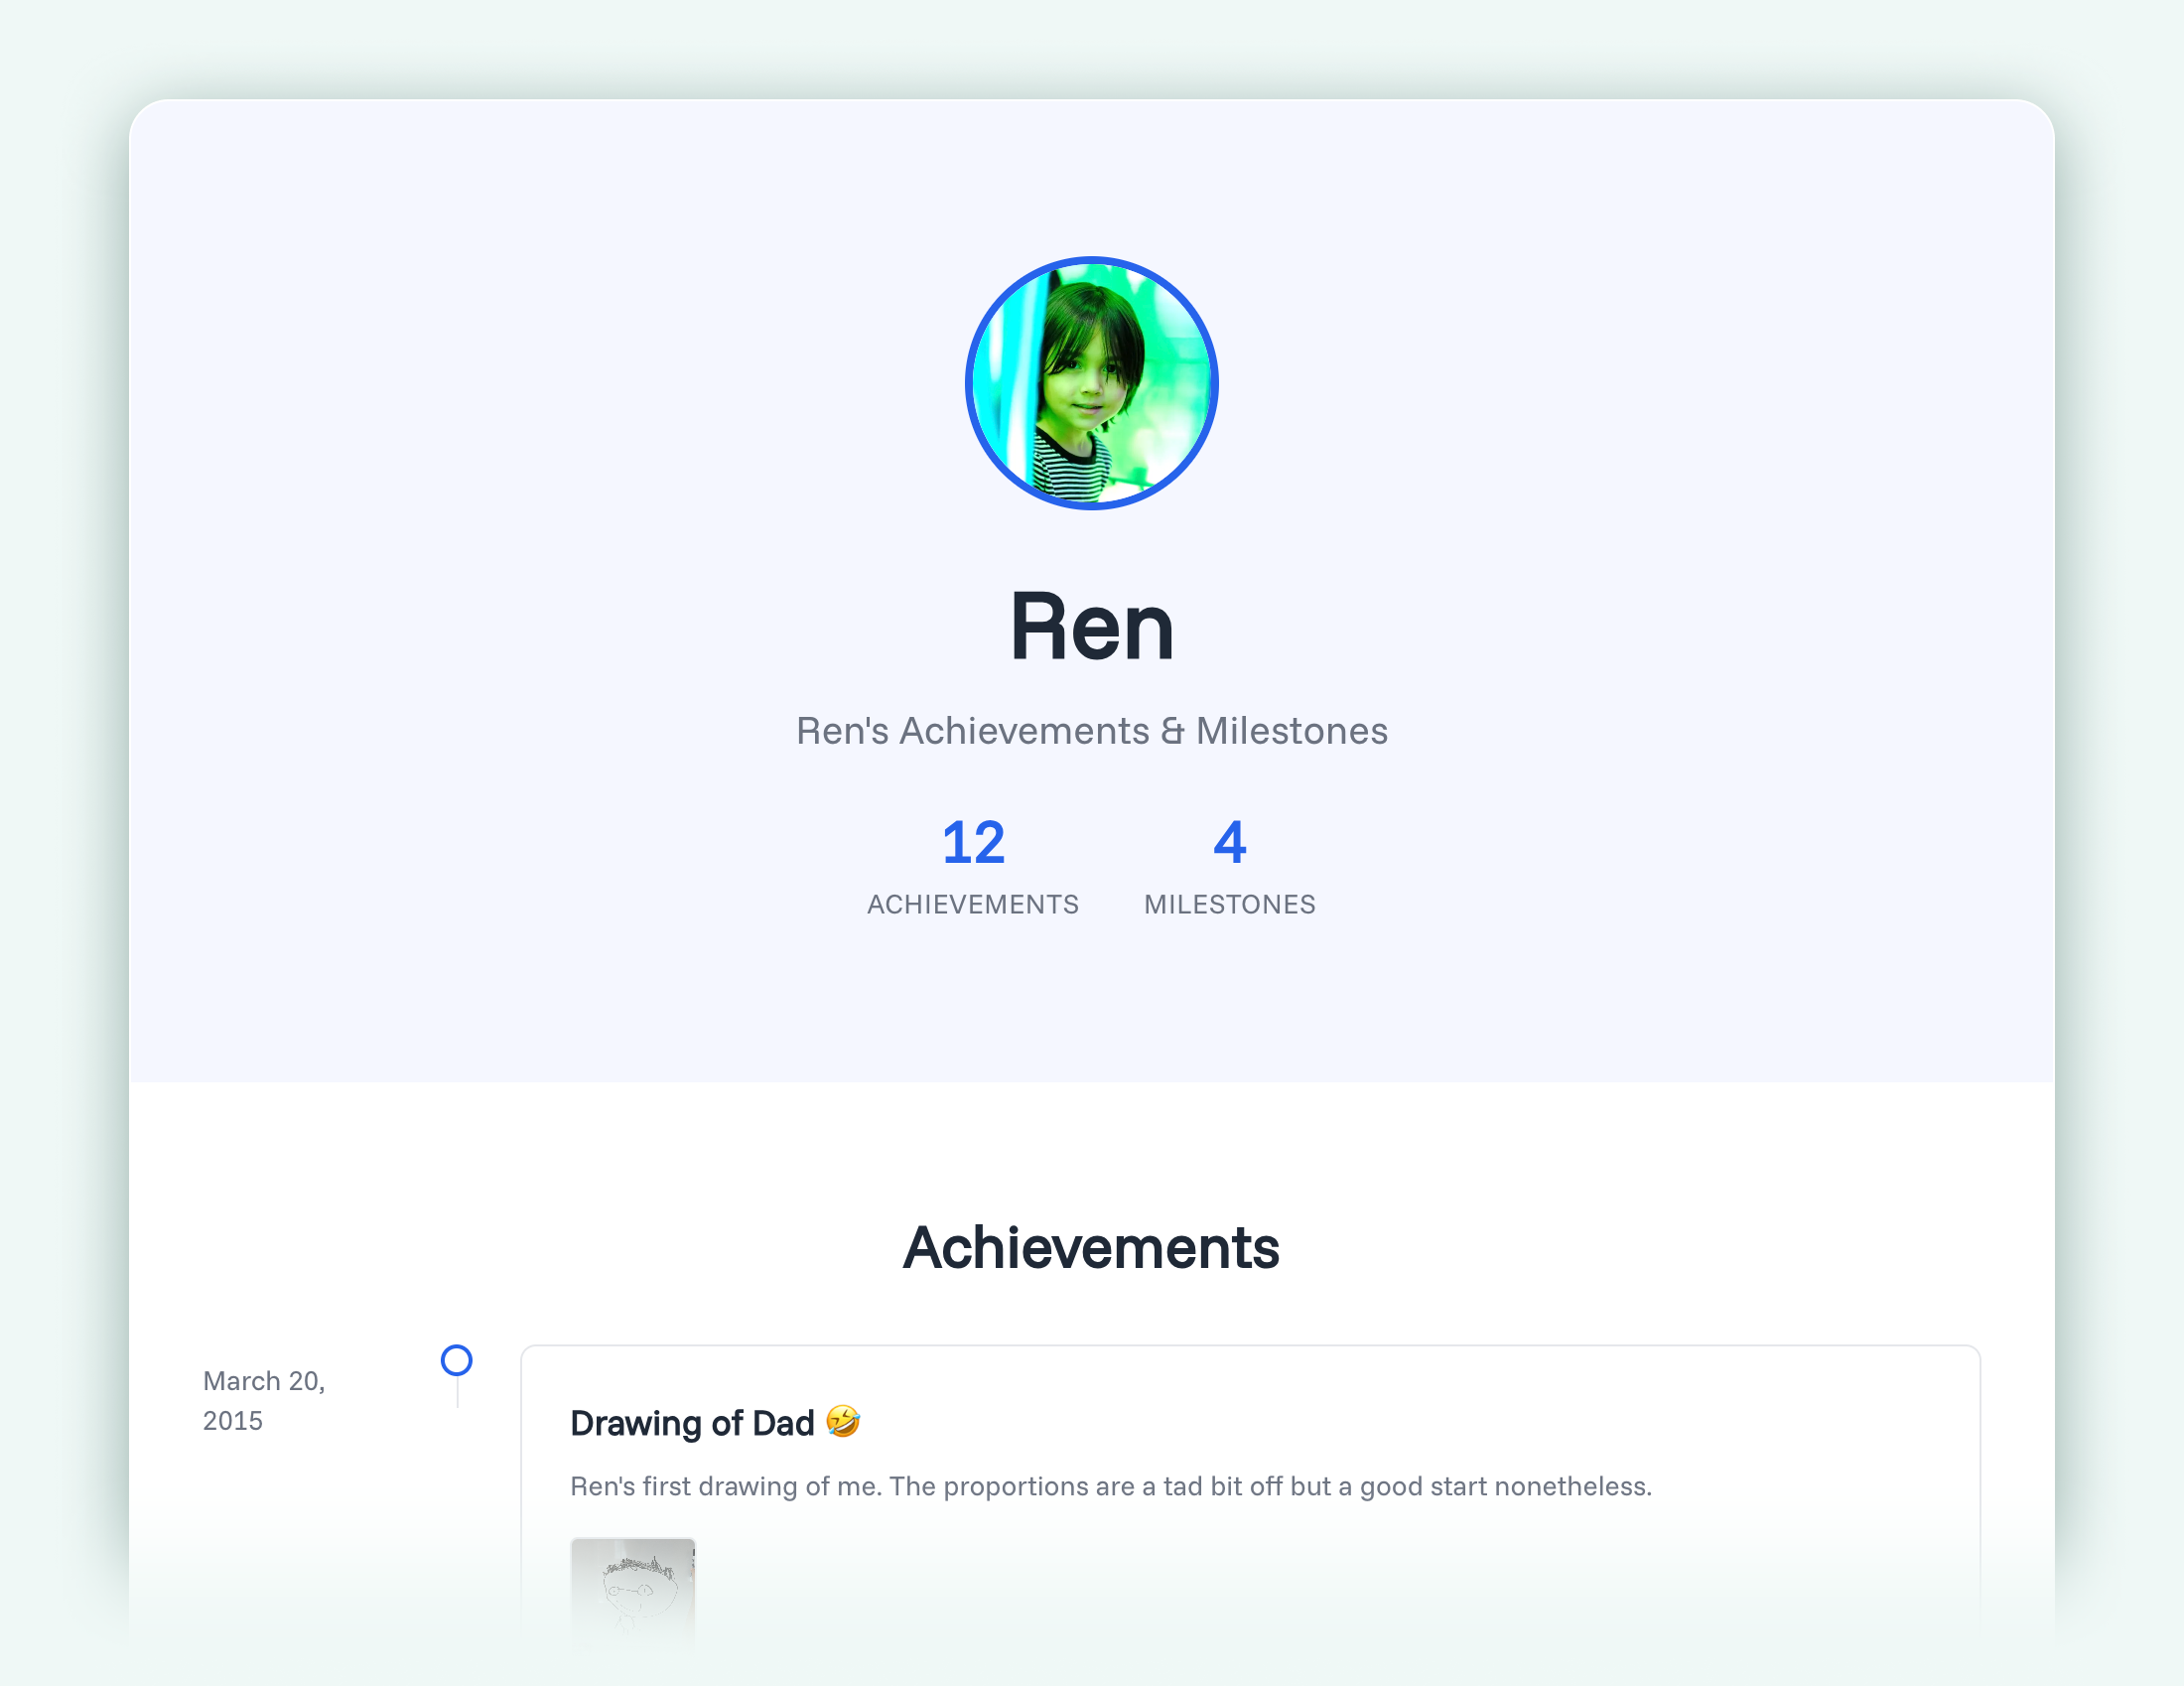 Ren
Ren's Achievements & Milestones
12
ACHIEVEMENTS
4
MILESTONES
Achievements
March 20,
2015
Drawing of Dad 🤣
Ren's first drawing of me. The proportions are a tad bit off but a good start nonetheless.